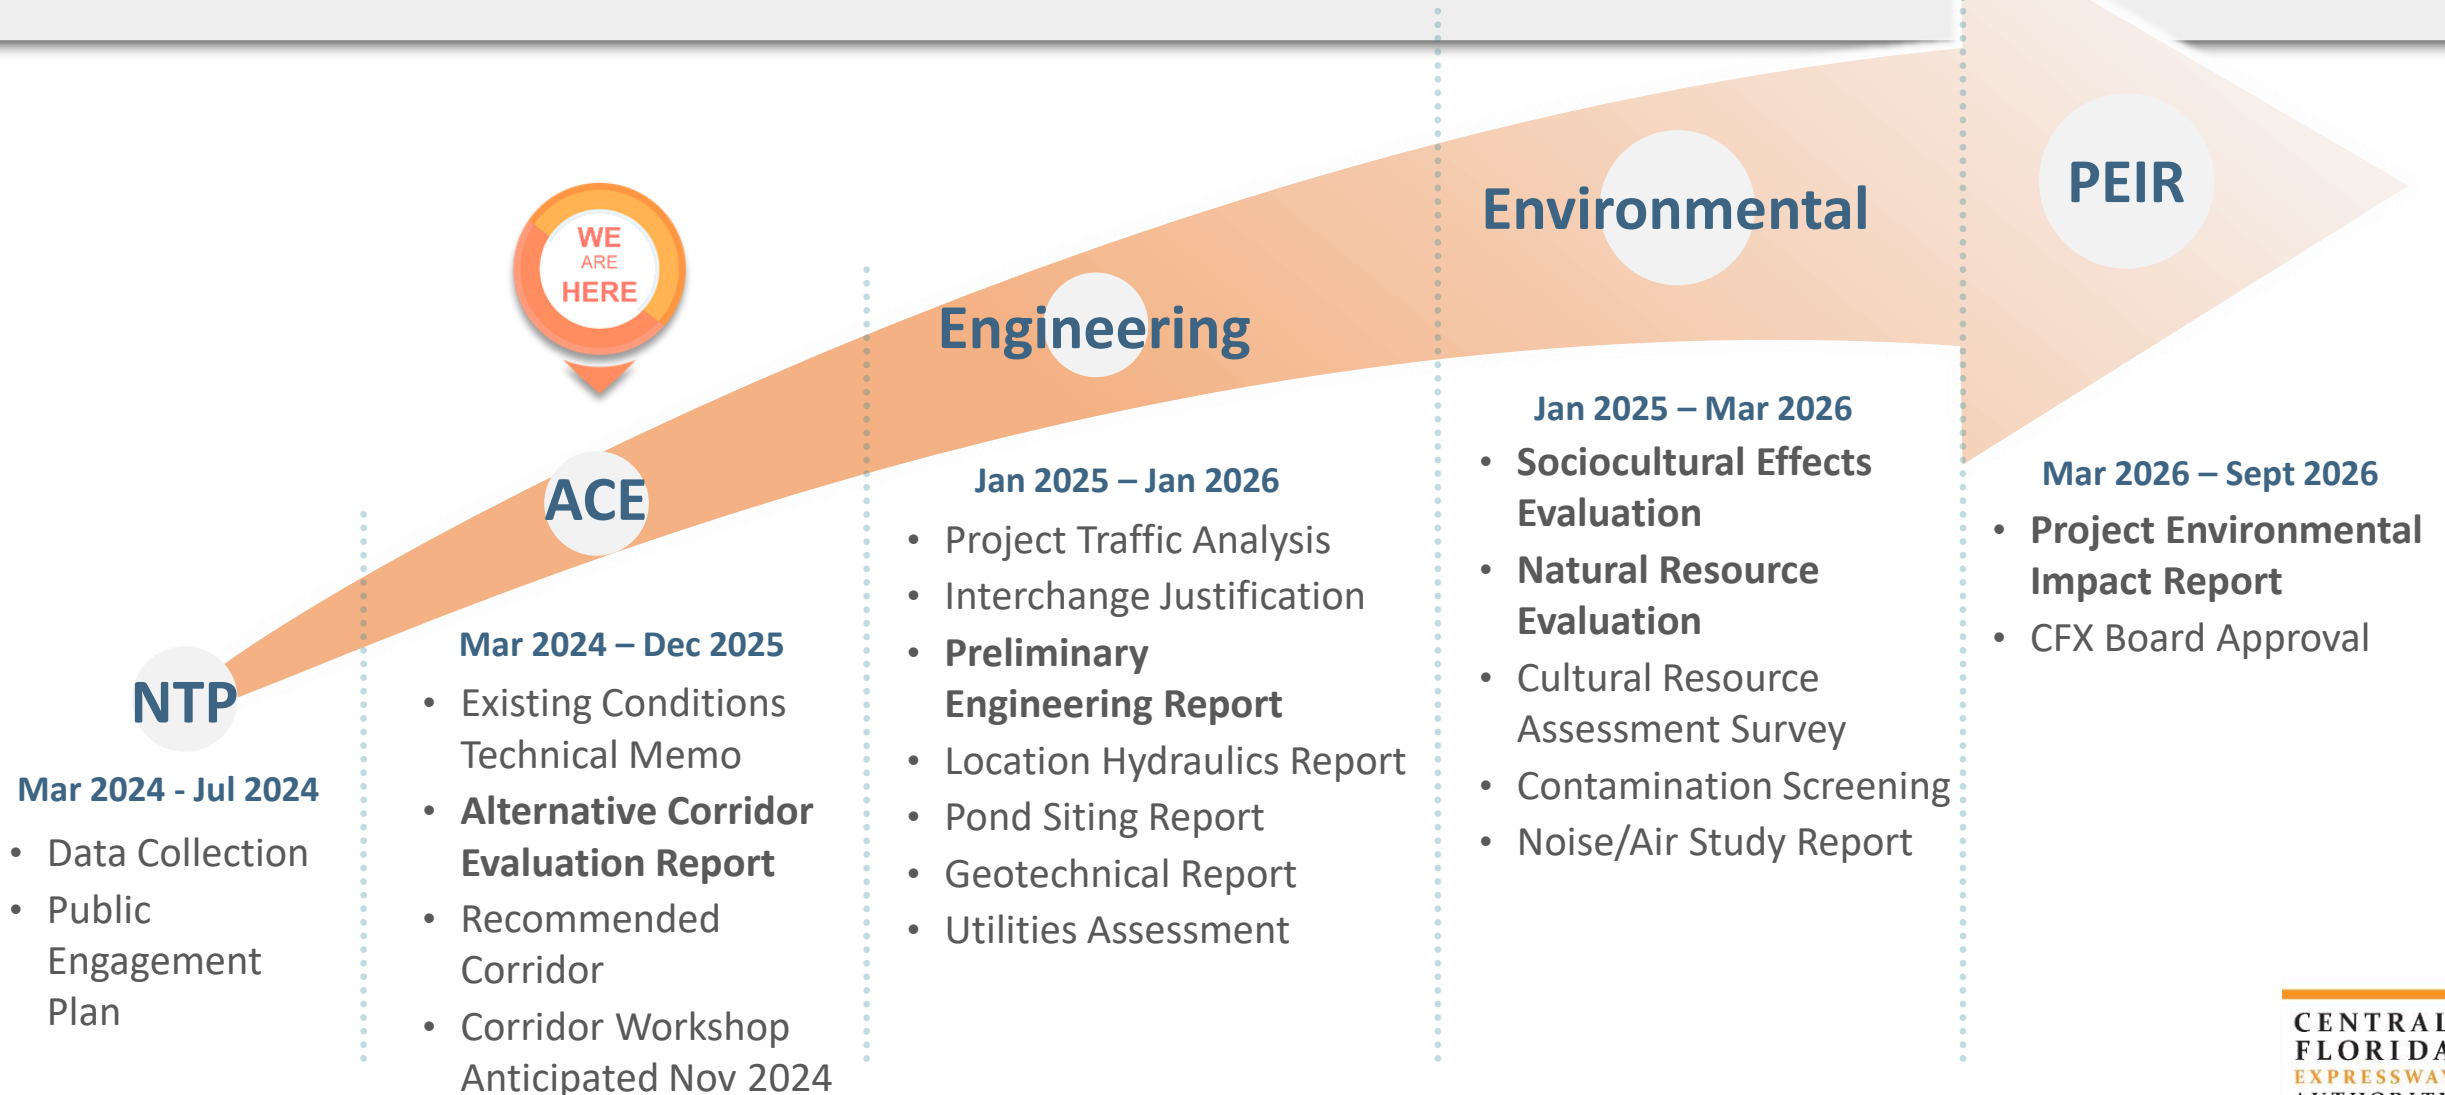 WE
ARE
HERE
NTP
Mar 2024 - Jul 2024
• Data Collection
• Public
Engagement
Plan
ACE
Mar 2024 – Dec 2025
• Existing Conditions
Technical Memo
• Alternative Corridor
Evaluation Report
• Recommended
Corridor
• Corridor Workshop
Anticipated Nov 2024
Engineering
Jan 2025 – Jan 2026
• Project Traffic Analysis
• Interchange Justification
• Preliminary
Engineering Report
• Location Hydraulics Report
• Pond Siting Report
• Geotechnical Report
• Utilities Assessment
Environmental
Jan 2025 – Mar 2026
• Sociocultural Effects
Evaluation
• Natural Resource
Evaluation
• Cultural Resource
Assessment Survey
• Contamination Screening
• Noise/Air Study Report
PEIR
Mar 2026 – Sept 2026
• Project Environmental
Impact Report
• CFX Board Approval
CENTRAL
FLORIDA
EXPRESSWAY
AUTHORITY